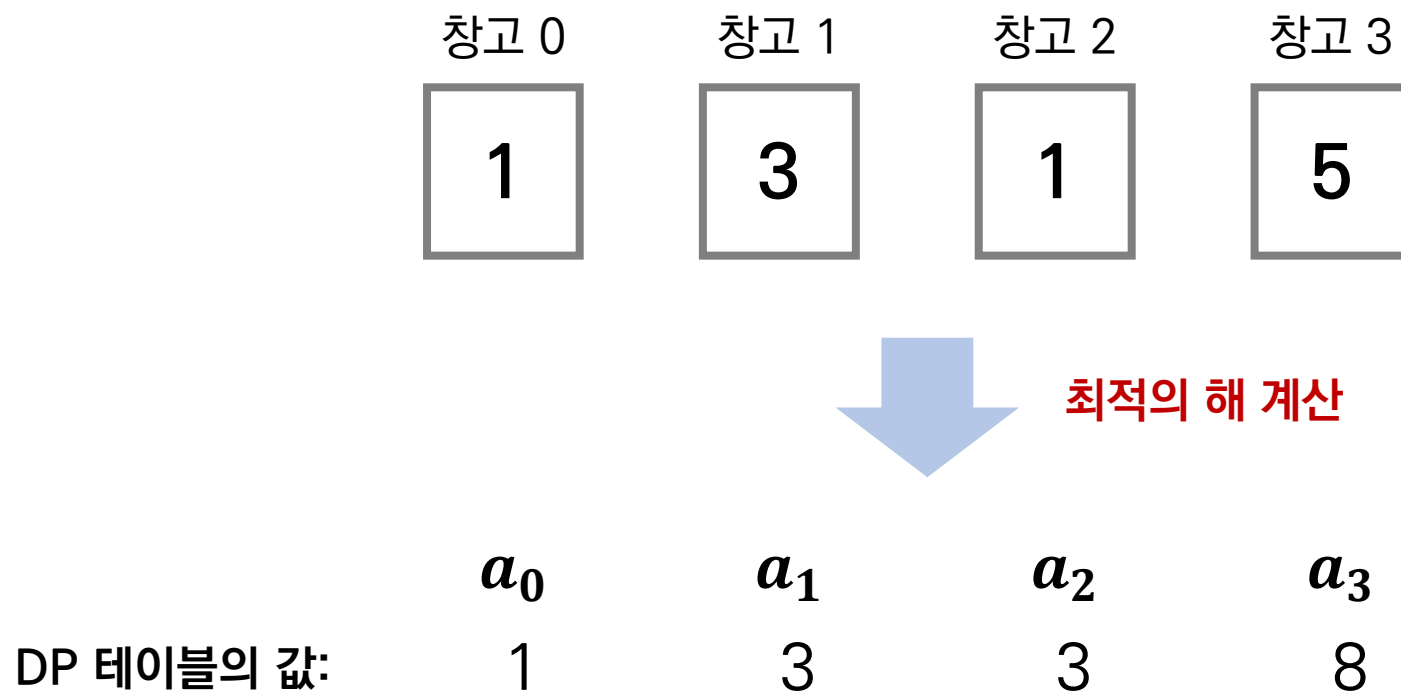 창고 0 창고 1 창고 2 창고 3
1 3 1 5
최적의 해 계산
a₀ a₁ a₂ a₃
DP 테이블의 값: 1 3 3 8